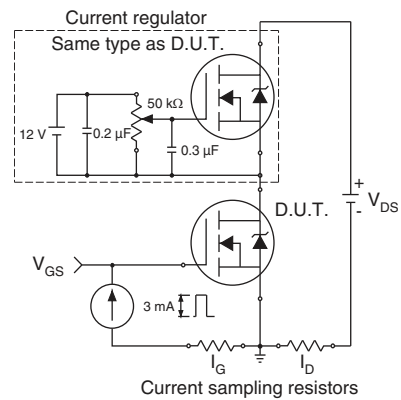 Current regulator
Same type as D.U.T.
50 kΩ
12 V
0.2 µF
0.3 µF
+
V_DS
-
D.U.T.
V_GS
3 mA
I_G
I_D
Current sampling resistors